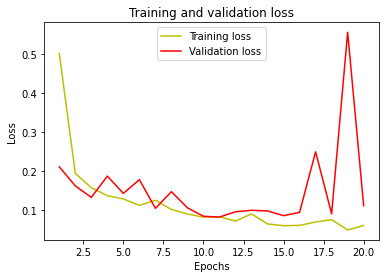 Training and validation loss
Training loss
Validation loss
Loss
0.5
0.4
0.3
0.2
0.1
2.5 5.0 7.5 10.0 12.5 15.0 17.5 20.0
Epochs